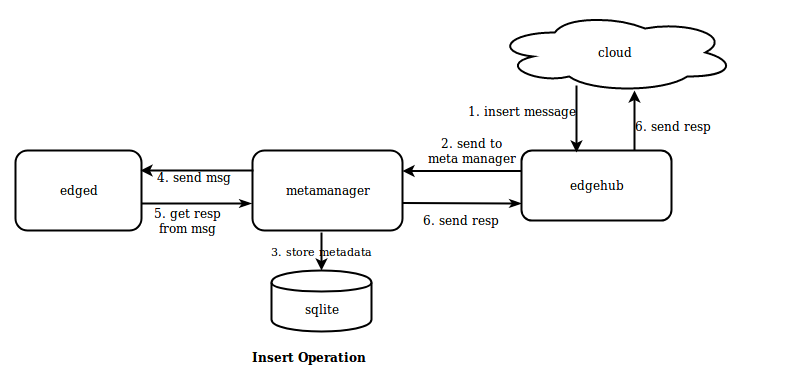 cloud
1. insert message
6. send resp
2. send to
meta manager
edgehub
4. send msg
edged
metamanager
5. get resp
from msg
6. send resp
3. store metadata
sqlite
Insert Operation